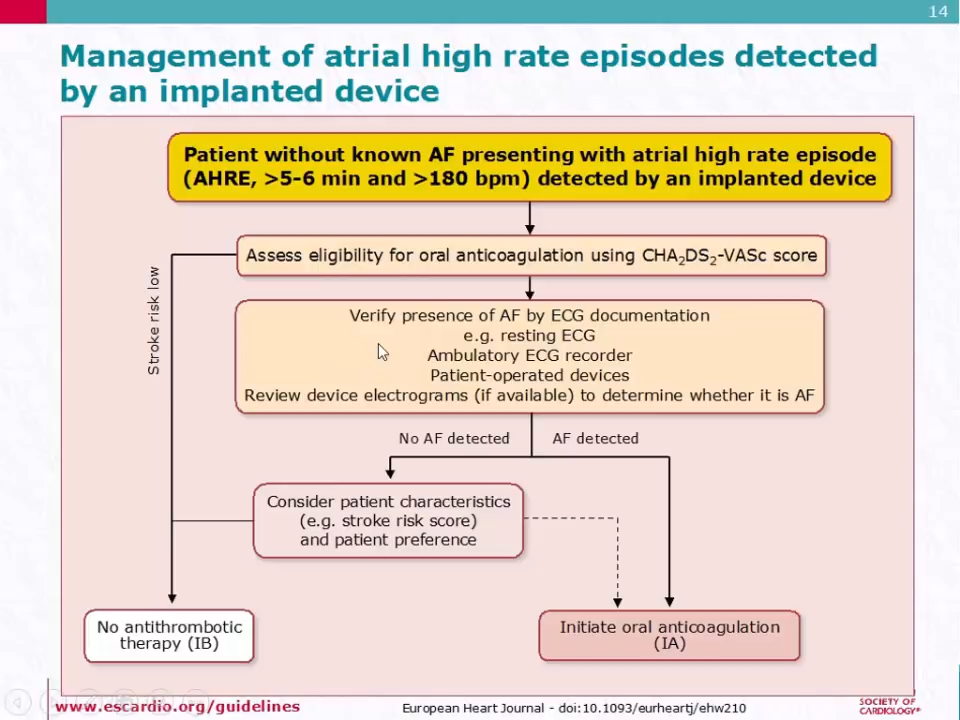 14
Management of atrial high rate episodes detected
by an implanted device
Patient without known AF presenting with atrial high rate episode
(AHRE, >5-6 min and >180 bpm) detected by an implanted device
Assess eligibility for oral anticoagulation using CHA₂DS₂-VASc score
Stroke risk low
Verify presence of AF by ECG documentation
e.g. resting ECG
Ambulatory ECG recorder
Patient-operated devices
Review device electrograms (if available) to determine whether it is AF
No AF detected
AF detected
Consider patient characteristics
(e.g. stroke risk score)
and patient preference
No antithrombotic
therapy (IB)
Initiate oral anticoagulation
(IA)
www.escardio.org/guidelines
European Heart Journal - doi:10.1093/eurheartj/ehw210
SOCIETY OF
CARDIOLOGY®